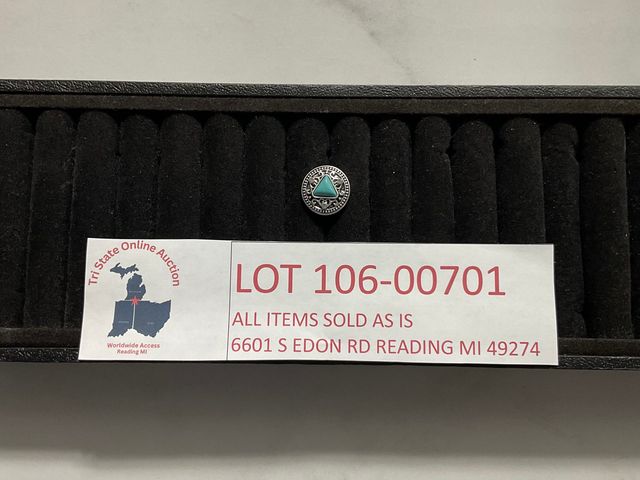 Tri State Online Auction
Worldwide Access
Reading MI
LOT 106-00701
ALL ITEMS SOLD AS IS
6601 S EDON RD READING MI 49274